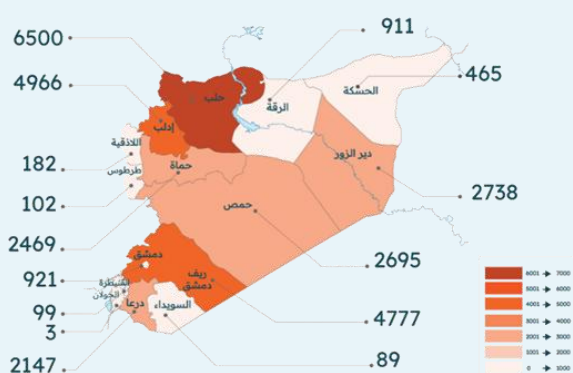 6500
911
4966
465
حلب
الرقة
الحسكة
إدلب
اللاذقية
182
حماة
دير الزور
طرطوس
102
2738
حمص
2469
2695
دمشق
921
القنيطرة
ريف
دمشق
الجولان
درعا
السويداء
99
4777
3
2147
89
6001 → 7000
5001 → 6000
4001 → 5000
3001 → 4000
2001 → 3000
1001 → 2000
0 → 1000